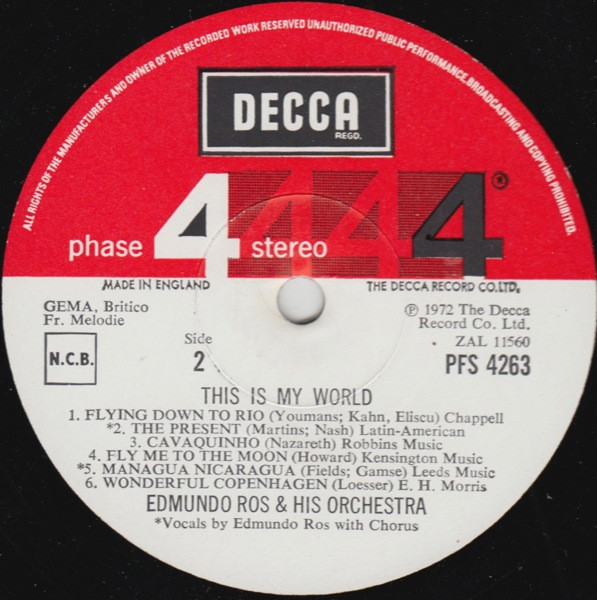 ALL RIGHTS OF THE MANUFACTURERS AND OWNER OF THE RECORDED WORK RESERVED UNAUTHORIZED PUBLIC PERFORMANCE, BROADCASTING AND COPYING PROHIBITED.
DECCA
REGD.
phase 4 stereo 4 4 4®
MADE IN ENGLAND THE DECCA RECORD CO. LTD.
GEMA, Britico
Fr. Melodie
℗ 1972 The Decca
Record Co. Ltd.
ZAL 11560
N.C.B.
Side
2
PFS 4263
THIS IS MY WORLD
1. FLYING DOWN TO RIO (Youmans; Kahn, Eliscu) Chappell
*2. THE PRESENT (Martins; Nash) Latin-American
3. CAVAQUINHO (Nazareth) Robbins Music
4. FLY ME TO THE MOON (Howard) Kensington Music
*5. MANAGUA NICARAGUA (Fields; Gamse) Leeds Music
6. WONDERFUL COPENHAGEN (Loesser) E. H. Morris
EDMUNDO ROS & HIS ORCHESTRA
*Vocals by Edmundo Ros with Chorus